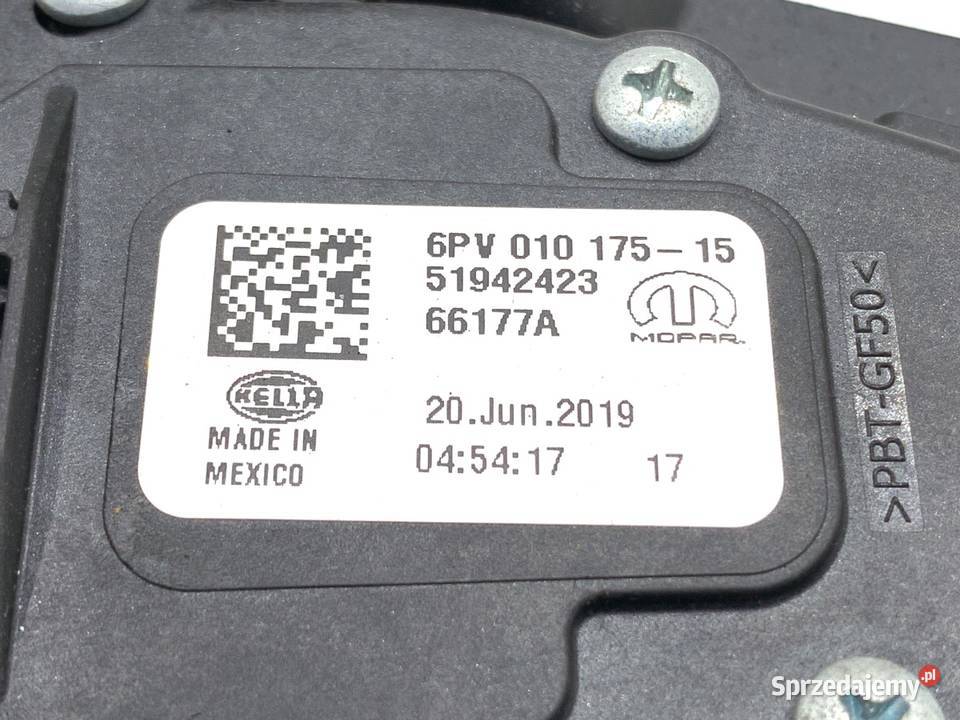 6PV 010 175-15
51942423
66177A
MOPAR
HELLA
MADE IN
MEXICO
20.Jun.2019
04:54:17 17
>PBT-GF50<
Sprzedajemy.pl